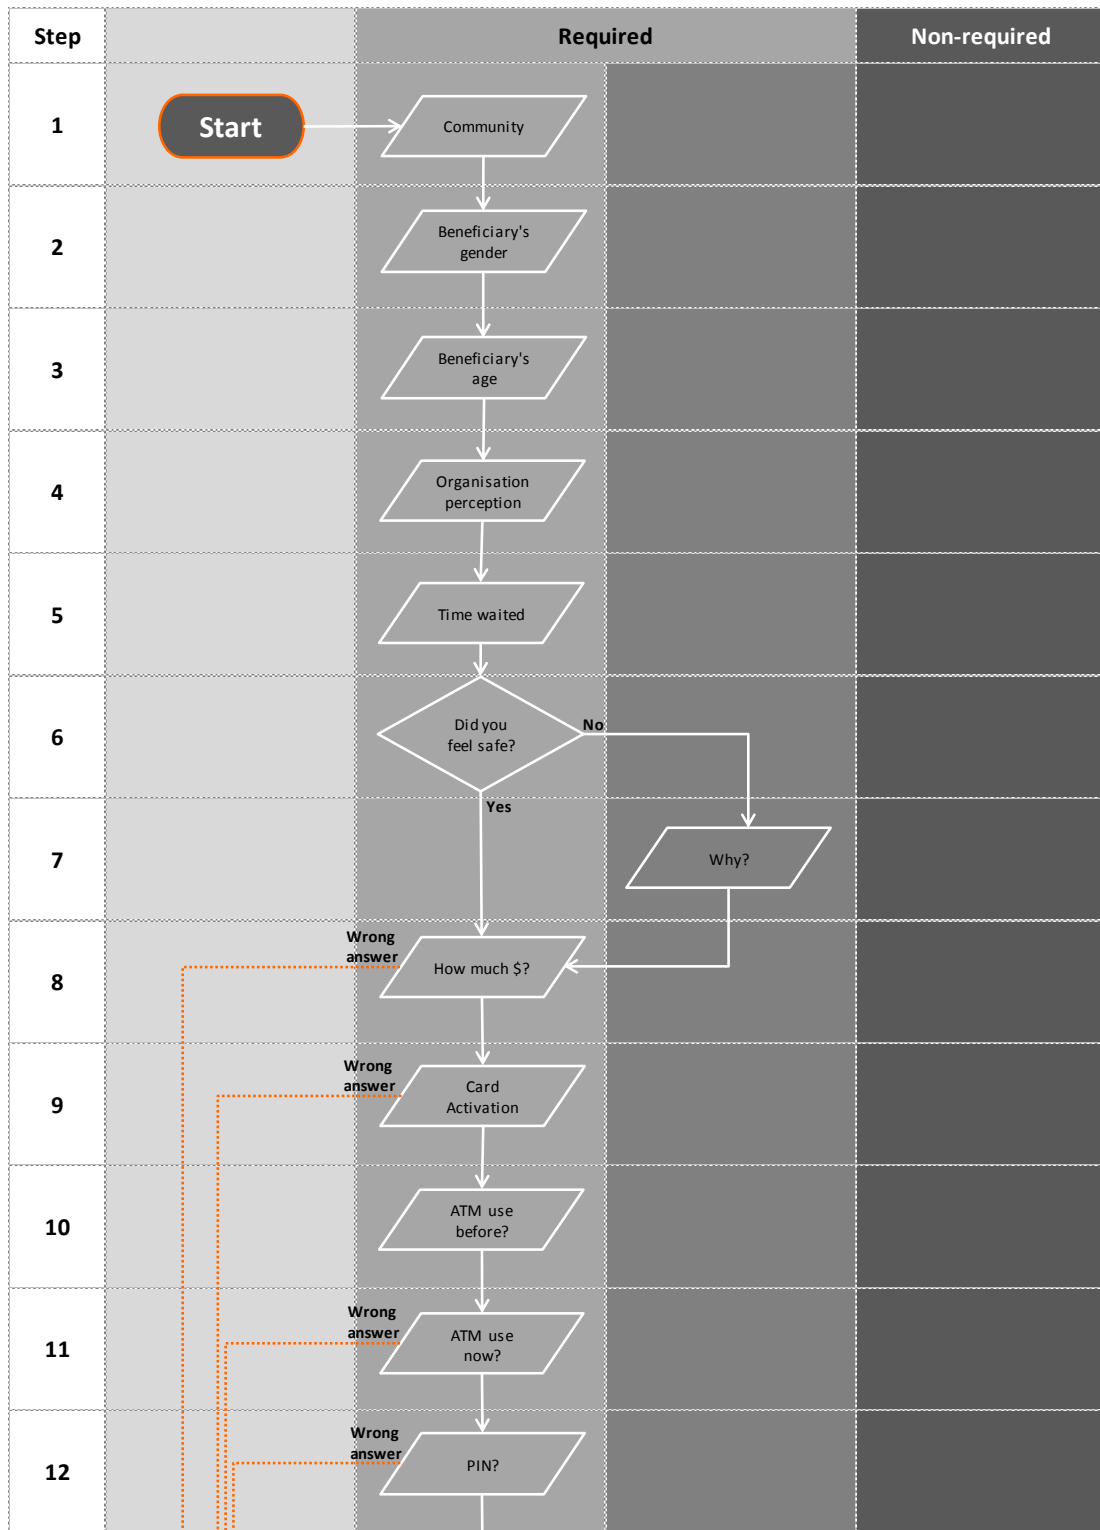 Step
Required
Non-required
1
Start
Community
2
Beneficiary's
gender
3
Beneficiary's
age
4
Organisation
perception
5
Time waited
6
Did you
feel safe?
No
Yes
7
Why?
Wrong
answer
8
How much $?
Wrong
answer
9
Card
Activation
10
ATM use
before?
Wrong
answer
11
ATM use
now?
Wrong
answer
12
PIN?